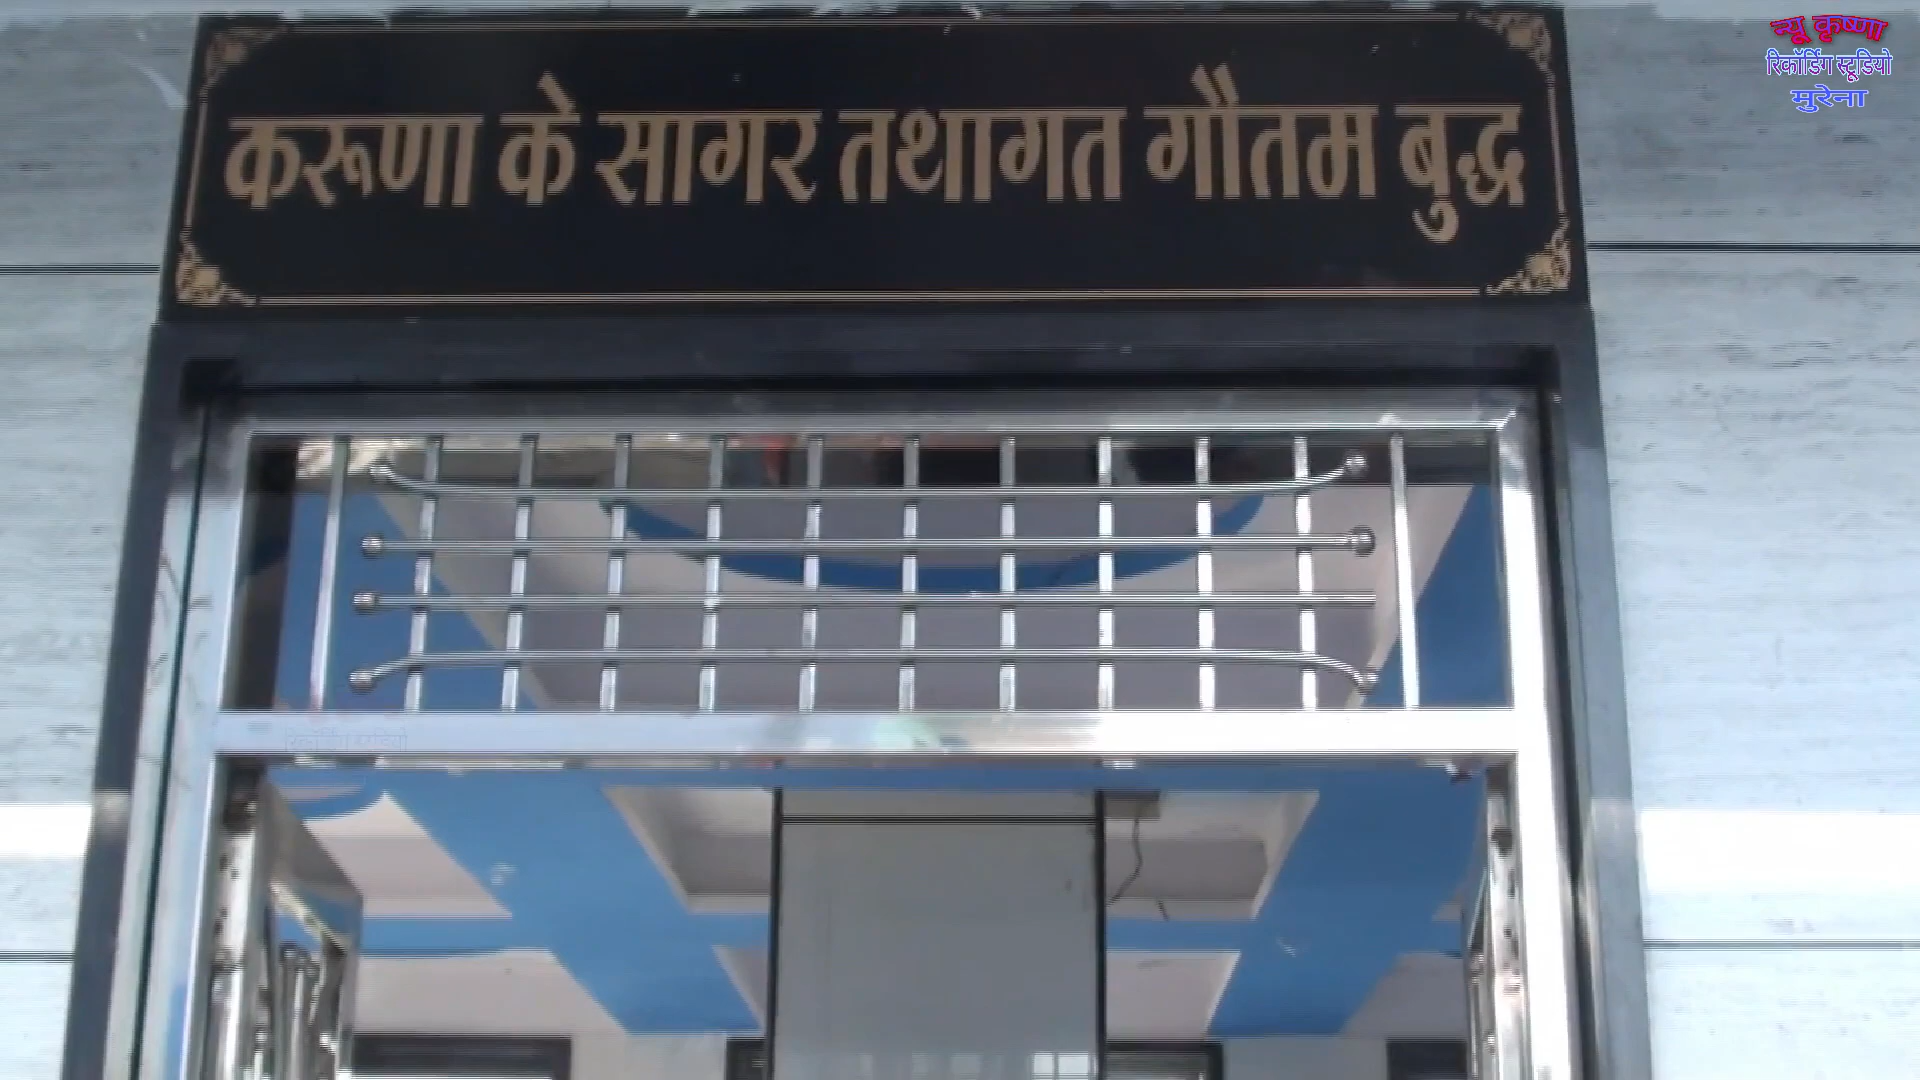 करूणा के सागर तथागत गौतम बुद्ध
न्यू कृष्णा
रिकॉर्डिंग स्टूडियो
मुरेना